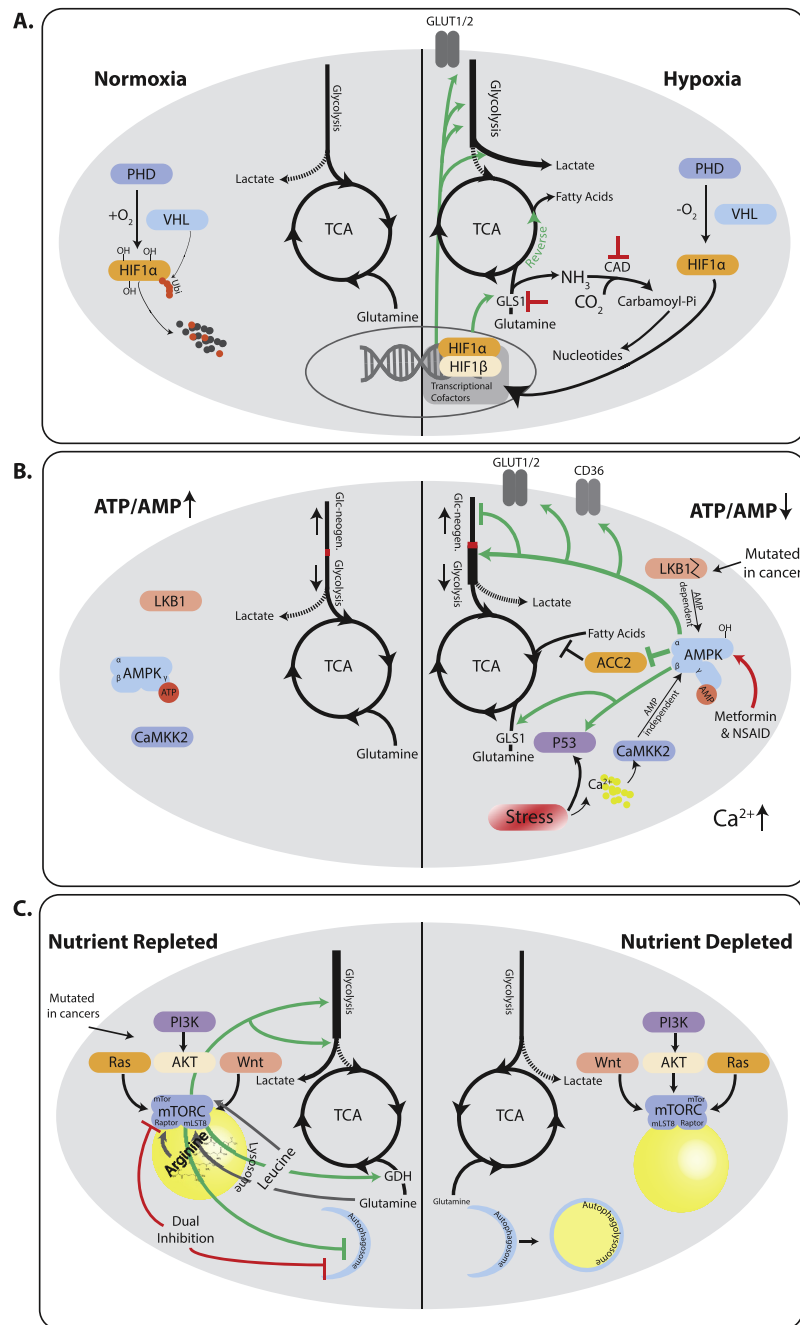 A.
GLUT1/2
Normoxia
Hypoxia
Glycolysis
Glycolysis
PHD
Lactate
Lactate
PHD
Fatty Acids
+O2
VHL
TCA
TCA
-O2
VHL
Reverse
OH
OH
HIF1α
OH
Ubi
CAD
HIF1α
NH3
GLS1
CO2
Carbamoyl-Pi
Glutamine
Glutamine
HIF1α
HIF1β
Nucleotides
Transcriptional
Cofactors
B.
GLUT1/2
CD36
ATP/AMP
ATP/AMP
Glc-neogen.
Glycolysis
Glc-neogen.
Glycolysis
LKB1
Mutated
in cancer
LKB1
AMP
dependent
Lactate
Lactate
OH
Fatty Acids
α
AMPK
β
γ
ATP
TCA
TCA
ACC2
α
AMPK
β
γ
AMP
AMP
independent
CaMKK2
Glutamine
GLS1
Glutamine
P53
CaMKK2
Metformin
& NSAID
Ca2+
Stress
Ca2+
C.
Nutrient Repleted
Nutrient Depleted
Glycolysis
Glycolysis
Mutated
in cancers
PI3K
PI3K
Ras
AKT
Wnt
Wnt
AKT
Ras
Lactate
Lactate
mTor
mTORC
Raptor
mLST8
mTor
mTORC
mLST8
Raptor
TCA
TCA
Arginine
Lysosome
Leucine
GDH
Glutamine
Glutamine
Dual
Inhibition
Autophagosome
Autophagosome
Autophagolysosome